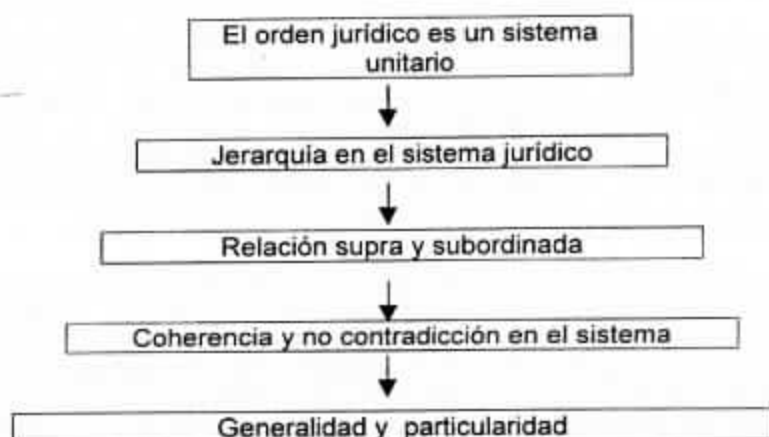 El orden jurídico es un sistema
unitario
Jerarquia en el sistema jurídico
Relación supra y subordinada
Coherencia y no contradicción en el sistema
Generalidad y particularidad